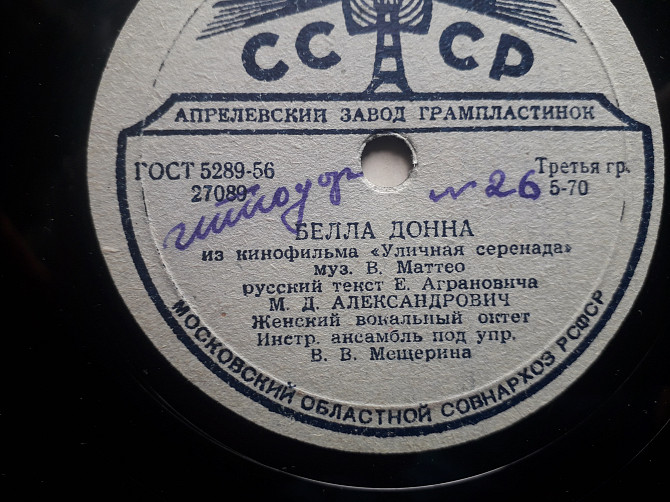 СССР
АПРЕЛЕВСКИЙ ЗАВОД ГРАМПЛАСТИНОК
ГОСТ 5289-56
27089
Третья гр.
5-70
№ 26
БЕЛЛА ДОННА
из кинофильма «Уличная серенада»
муз. В. Маттео
русский текст Е. Аграновича
М. Д. АЛЕКСАНДРОВИЧ
Женский вокальный октет
Инстр. ансамбль под упр.
В. В. Мещерина
МОСКОВСКИЙ ОБЛАСТНОЙ СОВНАРХОЗ РСФСР